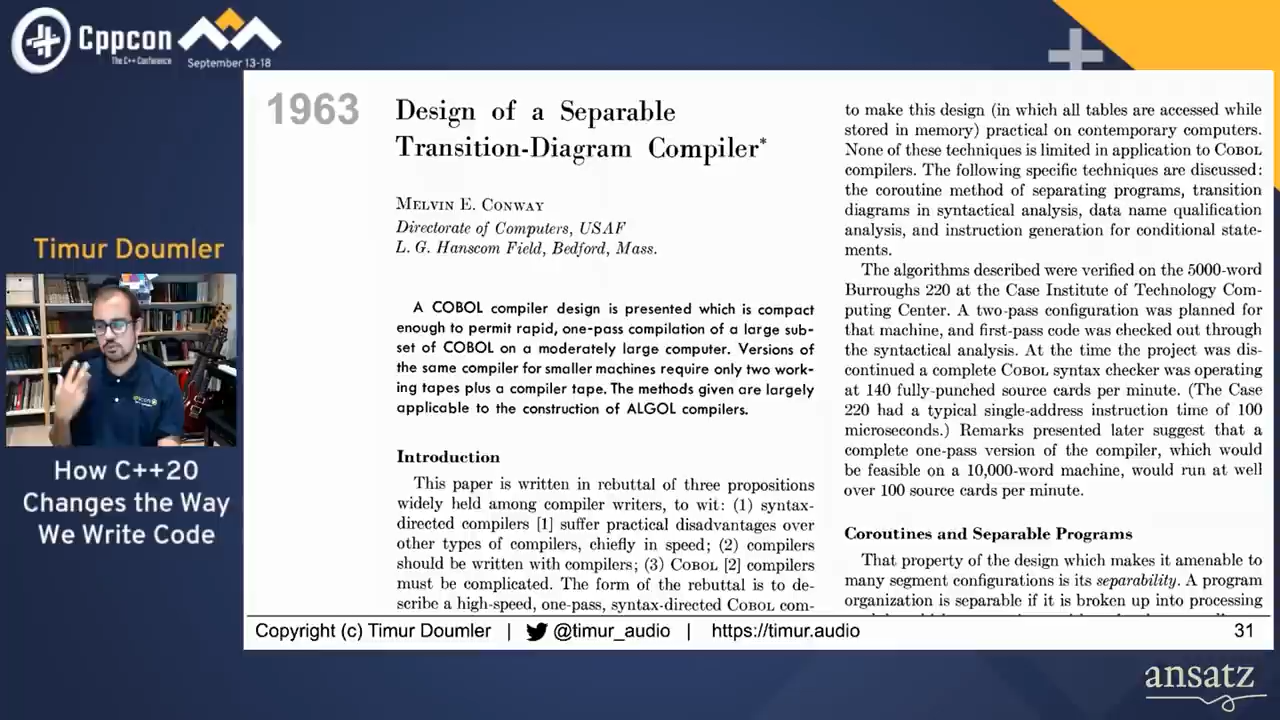 Cppcon
The C++ Conference
September 13-18
Timur Doumler
How C++20
Changes the Way
We Write Code
1963
Design of a Separable
Transition-Diagram Compiler*
MELVIN E. CONWAY
Directorate of Computers, USAF
L. G. Hanscom Field, Bedford, Mass.
A COBOL compiler design is presented which is compact
enough to permit rapid, one-pass compilation of a large sub-
set of COBOL on a moderately large computer. Versions of
the same compiler for smaller machines require only two work-
ing tapes plus a compiler tape. The methods given are largely
applicable to the construction of ALGOL compilers.
Introduction
This paper is written in rebuttal of three propositions
widely held among compiler writers, to wit: (1) syntax-
directed compilers [1] suffer practical disadvantages over
other types of compilers, chiefly in speed; (2) compilers
should be written with compilers; (3) COBOL [2] compilers
must be complicated. The form of the rebuttal is to de-
scribe a high-speed, one-pass, syntax-directed COBOL com-
to make this design (in which all tables are accessed while
stored in memory) practical on contemporary computers.
None of these techniques is limited in application to COBOL
compilers. The following specific techniques are discussed:
the coroutine method of separating programs, transition
diagrams in syntactical analysis, data name qualification
analysis, and instruction generation for conditional state-
ments.
The algorithms described were verified on the 5000-word
Burroughs 220 at the Case Institute of Technology Com-
puting Center. A two-pass configuration was planned for
that machine, and first-pass code was checked out through
the syntactical analysis. At the time the project was dis-
continued a complete COBOL syntax checker was operating
at 140 fully-punched source cards per minute. (The Case
220 had a typical single-address instruction time of 100
microseconds.) Remarks presented later suggest that a
complete one-pass version of the compiler, which would
be feasible on a 10,000-word machine, would run at well
over 100 source cards per minute.
Coroutines and Separable Programs
That property of the design which makes it amenable to
many segment configurations is its separability. A program
organization is separable if it is broken up into processing
Copyright (c) Timur Doumler | @timur_audio | https://timur.audio
31
ansatz